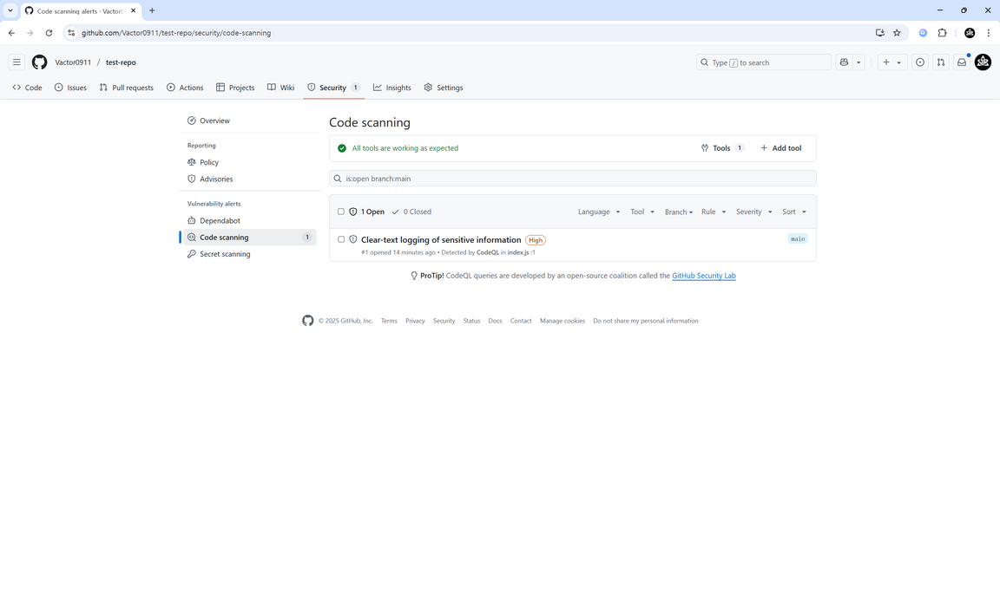 Code scanning alerts · Vactor
github.com/Vactor0911/test-repo/security/code-scanning
Vactor0911 / test-repo
Type / to search
Code Issues Pull requests Actions Projects Wiki Security 1 Insights Settings
Overview
Reporting
Policy
Advisories
Vulnerability alerts
Dependabot
Code scanning 1
Secret scanning
Code scanning
All tools are working as expected
Tools 1 Add tool
is:open branch:main
1 Open 0 Closed Language Tool Branch Rule Severity Sort
Clear-text logging of sensitive information High main
#1 opened 14 minutes ago • Detected by CodeQL in index.js :1
ProTip! CodeQL queries are developed by an open-source coalition called the GitHub Security Lab
© 2025 GitHub, Inc. Terms Privacy Security Status Docs Contact Manage cookies Do not share my personal information